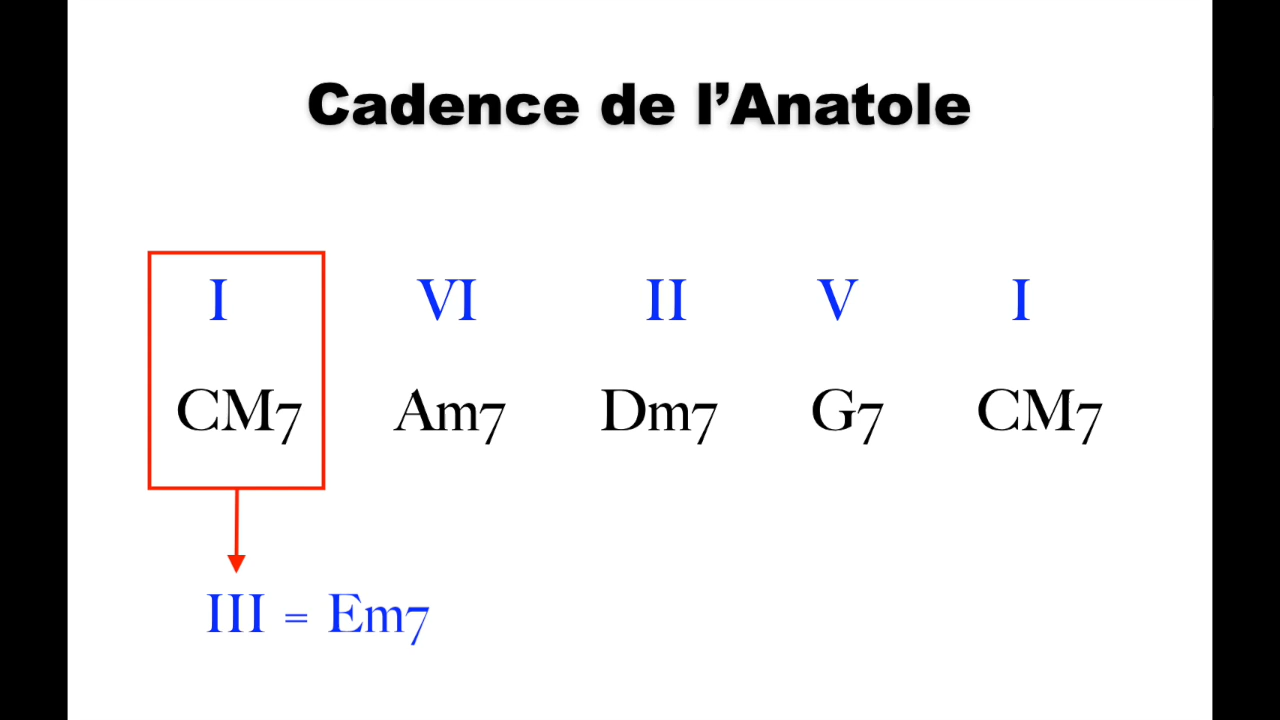 Cadence de l’Anatole
I VI II V I
CM7 Am7 Dm7 G7 CM7
III = Em7